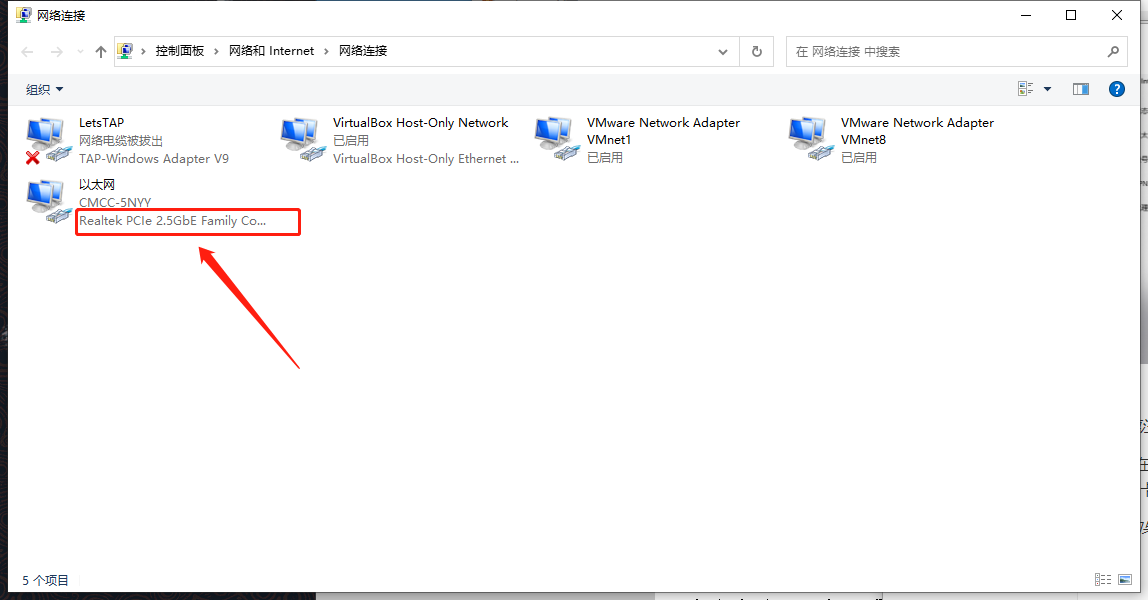 网络连接
控制面板 › 网络和 Internet › 网络连接
在 网络连接 中搜索
组织
LetsTAP
网络电缆被拔出
TAP-Windows Adapter V9
VirtualBox Host-Only Network
已启用
VirtualBox Host-Only Ethernet ...
VMware Network Adapter
VMnet1
已启用
VMware Network Adapter
VMnet8
已启用
以太网
CMCC-5NYY
Realtek PCIe 2.5GbE Family Co...
5 个项目